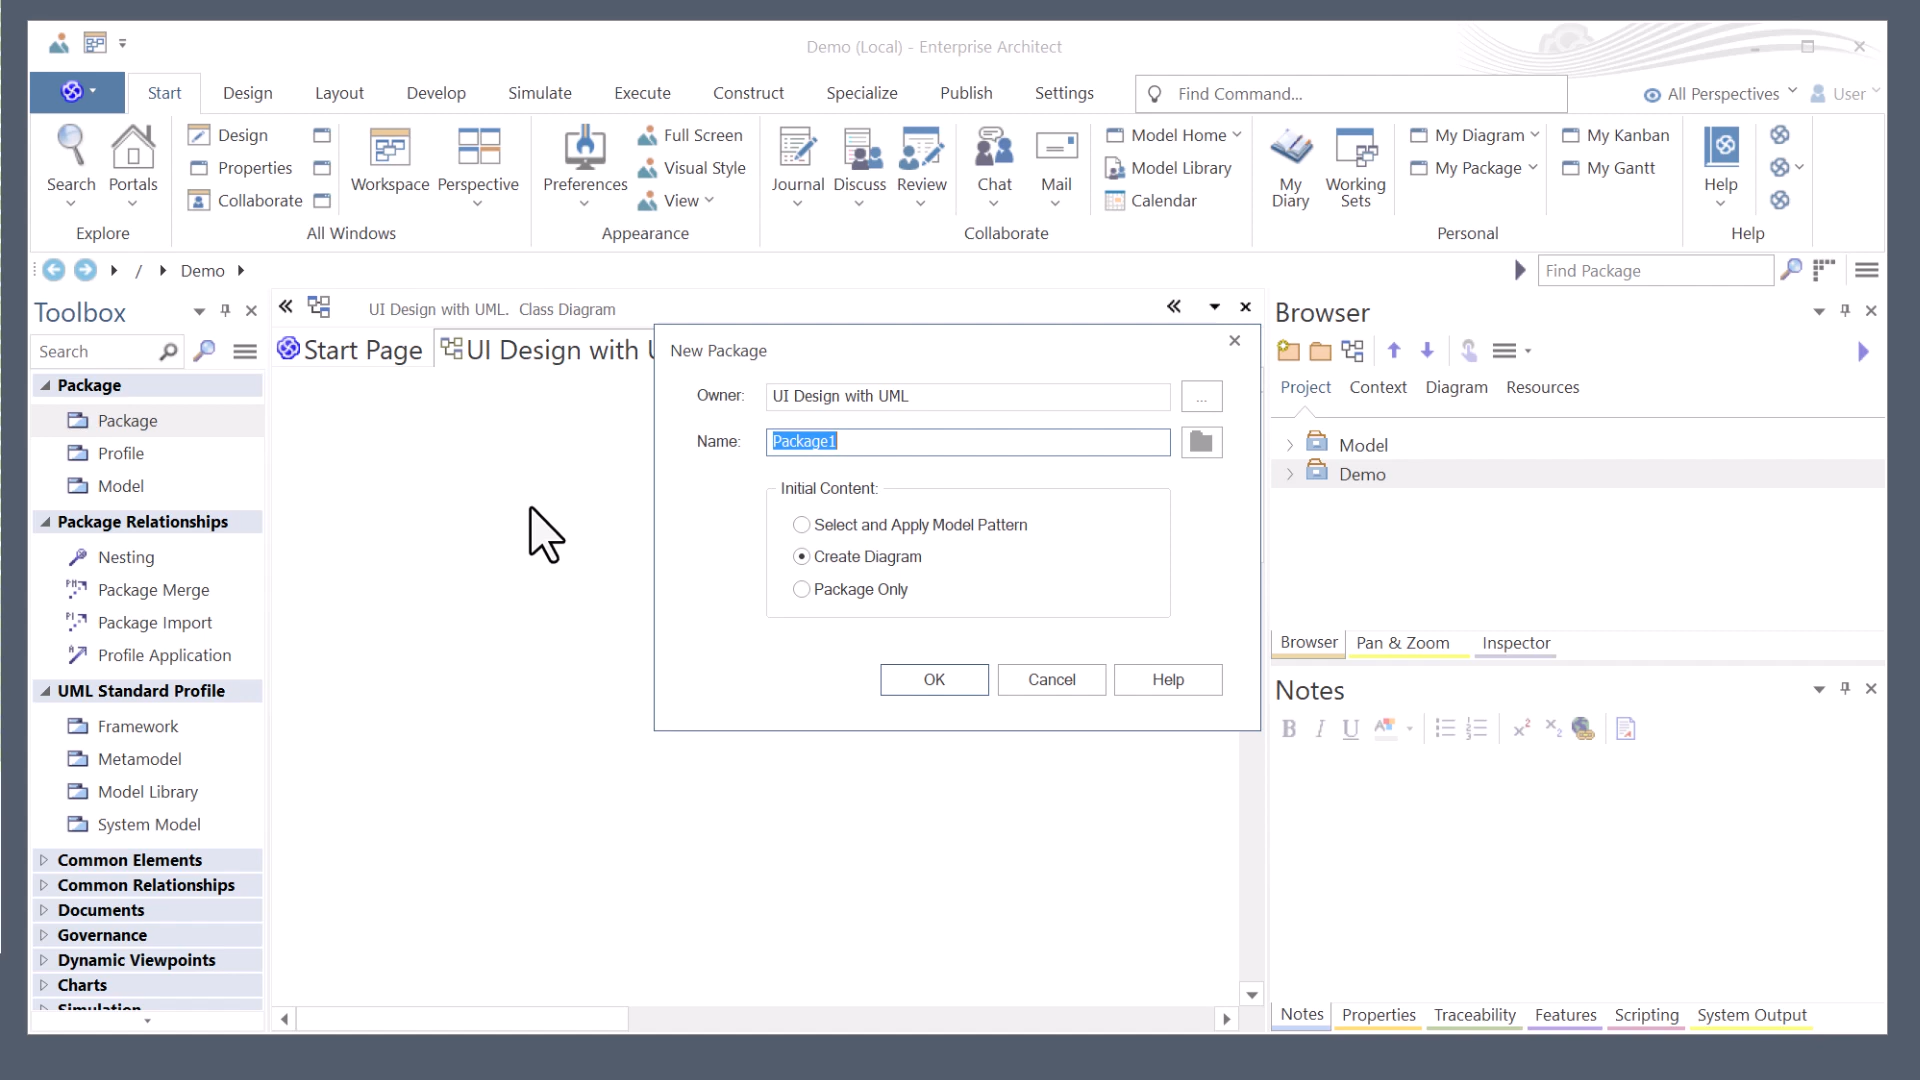 Demo (Local) - Enterprise Architect
Start Design Layout Develop Simulate Execute Construct Specialize Publish Settings Find Command... All Perspectives User
Search
Portals
Explore
Design
Properties
Collaborate
Workspace
Perspective
All Windows
Preferences
Full Screen
Visual Style
View
Appearance
Journal
Discuss
Review
Chat
Mail
Model Home
Model Library
Calendar
Collaborate
My Diary
Working Sets
My Diagram
My Package
My Kanban
My Gantt
Personal
Help
Help
/ Demo
Find Package
Toolbox
Search
Package
Package
Profile
Model
Package Relationships
Nesting
Package Merge
Package Import
Profile Application
UML Standard Profile
Framework
Metamodel
Model Library
System Model
Common Elements
Common Relationships
Documents
Governance
Dynamic Viewpoints
Charts
Simulation
UI Design with UML. Class Diagram
Start Page UI Design with
New Package
Owner: UI Design with UML ...
Name: Package1
Initial Content:
Select and Apply Model Pattern
Create Diagram
Package Only
OK Cancel Help
Browser
Project Context Diagram Resources
Model
Demo
Browser Pan & Zoom Inspector
Notes
B I U
Notes Properties Traceability Features Scripting System Output